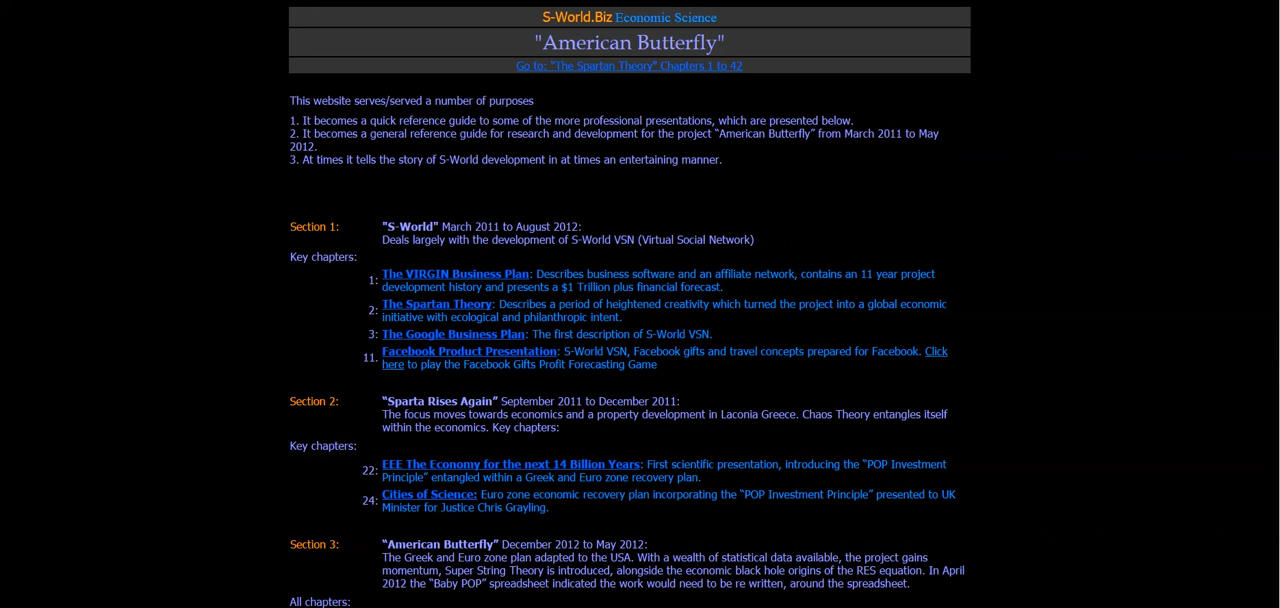 S-World.Biz Economic Science
"American Butterfly"
Go to: "The Spartan Theory" Chapters 1 to 42
This website serves/served a number of purposes
1. It becomes a quick reference guide to some of the more professional presentations, which are presented below.
2. It becomes a general reference guide for research and development for the project “American Butterfly” from March 2011 to May
2012.
3. At times it tells the story of S-World development in at times an entertaining manner.
Section 1: "S-World" March 2011 to August 2012:
Deals largely with the development of S-World VSN (Virtual Social Network)
Key chapters:
1: The VIRGIN Business Plan: Describes business software and an affiliate network, contains an 11 year project
development history and presents a $1 Trillion plus financial forecast.
2: The Spartan Theory: Describes a period of heightened creativity which turned the project into a global economic
initiative with ecological and philanthropic intent.
3: The Google Business Plan: The first description of S-World VSN.
11. Facebook Product Presentation: S-World VSN, Facebook gifts and travel concepts prepared for Facebook. Click
here to play the Facebook Gifts Profit Forecasting Game
Section 2: “Sparta Rises Again” September 2011 to December 2011:
The focus moves towards economics and a property development in Laconia Greece. Chaos Theory entangles itself
within the economics. Key chapters:
Key chapters:
22: EEE The Economy for the next 14 Billion Years: First scientific presentation, introducing the “POP Investment
Principle” entangled within a Greek and Euro zone recovery plan.
24: Cities of Science: Euro zone economic recovery plan incorporating the “POP Investment Principle” presented to UK
Minister for Justice Chris Grayling.
Section 3: “American Butterfly” December 2012 to May 2012:
The Greek and Euro zone plan adapted to the USA. With a wealth of statistical data available, the project gains
momentum, Super String Theory is introduced, alongside the economic black hole origins of the RES equation. In April
2012 the “Baby POP” spreadsheet indicated the work would need to be re written, around the spreadsheet.
All chapters: